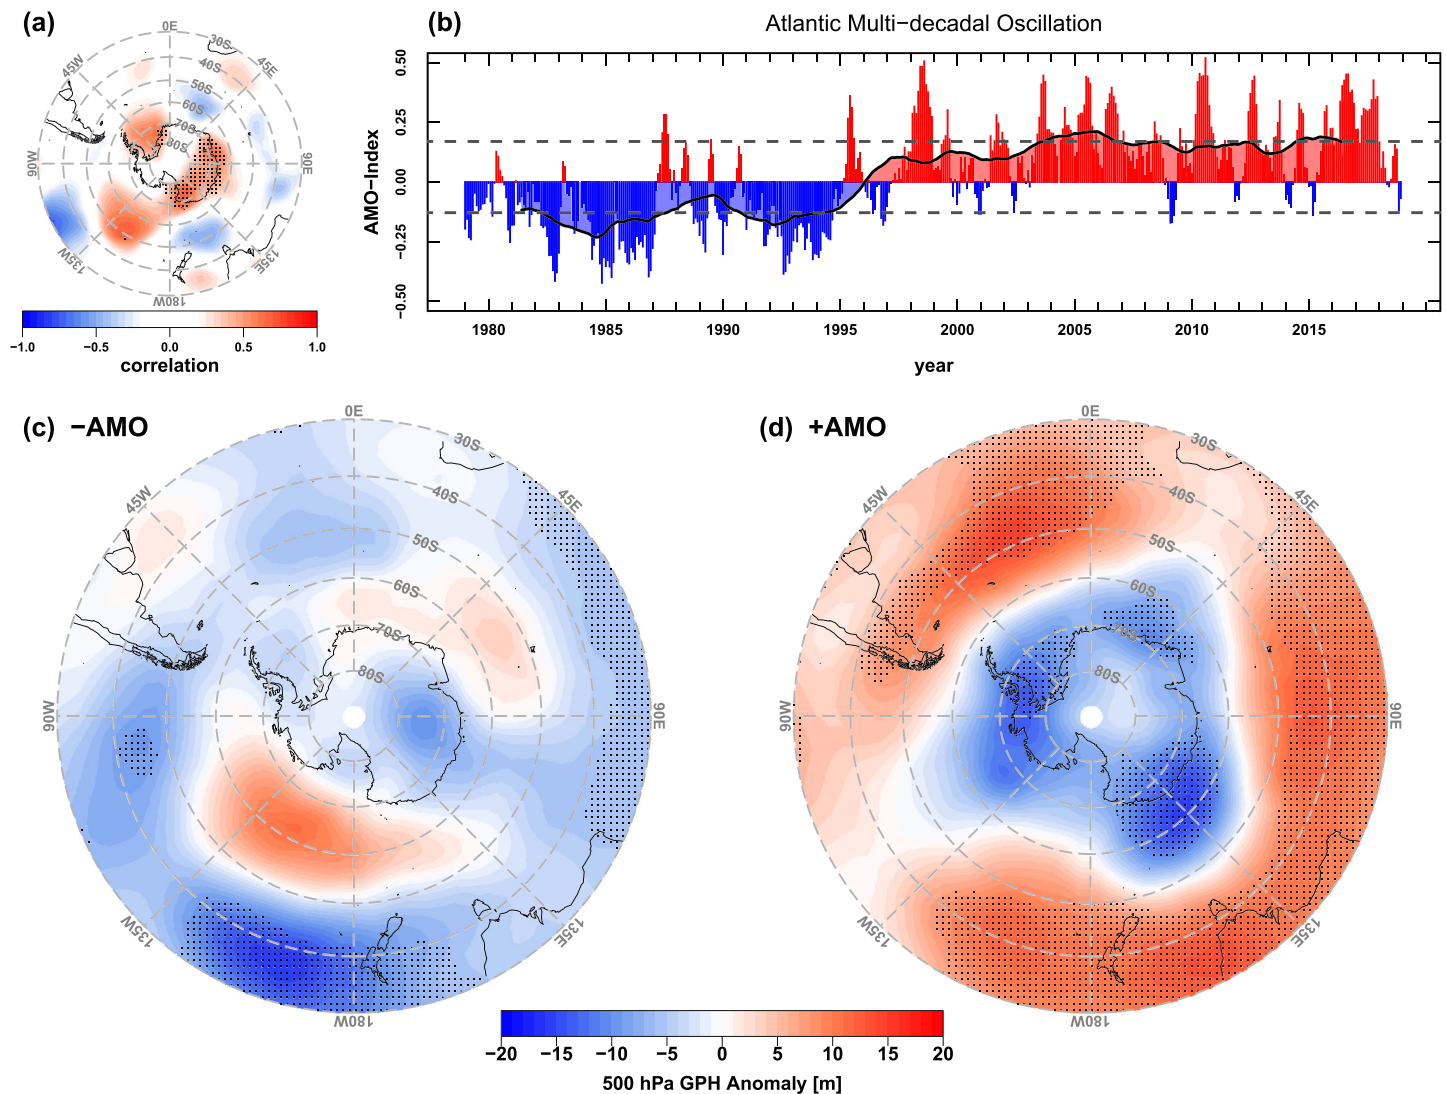 (a)
0E
30S
45W
40S
45E
50S
60S
70S
80S
90W
90E
135W
135E
180W
−1.0 −0.5 0.0 0.5 1.0
correlation
(b)
Atlantic Multi−decadal Oscillation
AMO−Index
0.50
0.25
0.00
−0.25
−0.50
1980 1985 1990 1995 2000 2005 2010 2015
year
(c) −AMO
0E
30S
45W
40S
45E
50S
60S
70S
80S
90W
90E
135W
135E
180W
(d) +AMO
0E
30S
45W
40S
45E
50S
60S
70S
80S
90W
90E
135W
135E
180W
−20 −15 −10 −5 0 5 10 15 20
500 hPa GPH Anomaly [m]